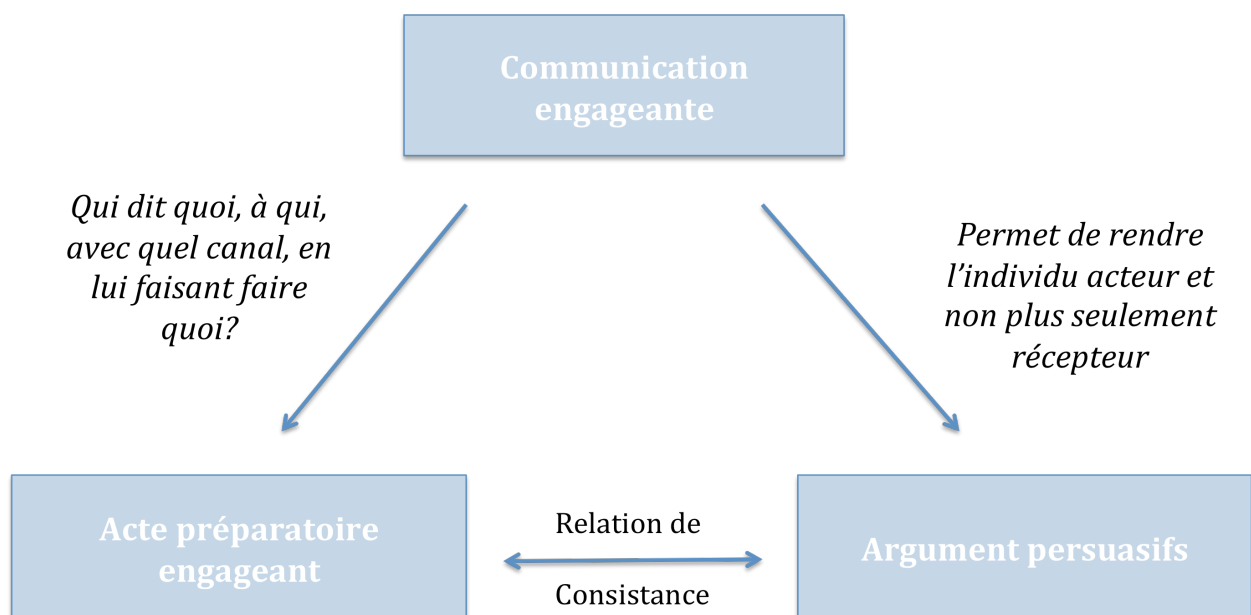 Communication
engageante
Qui dit quoi, à qui,
avec quel canal, en
lui faisant faire
quoi?
Permet de rendre
l’individu acteur et
non plus seulement
récepteur
Acte préparatoire
engageant
Relation de
Consistance
Argument persuasifs